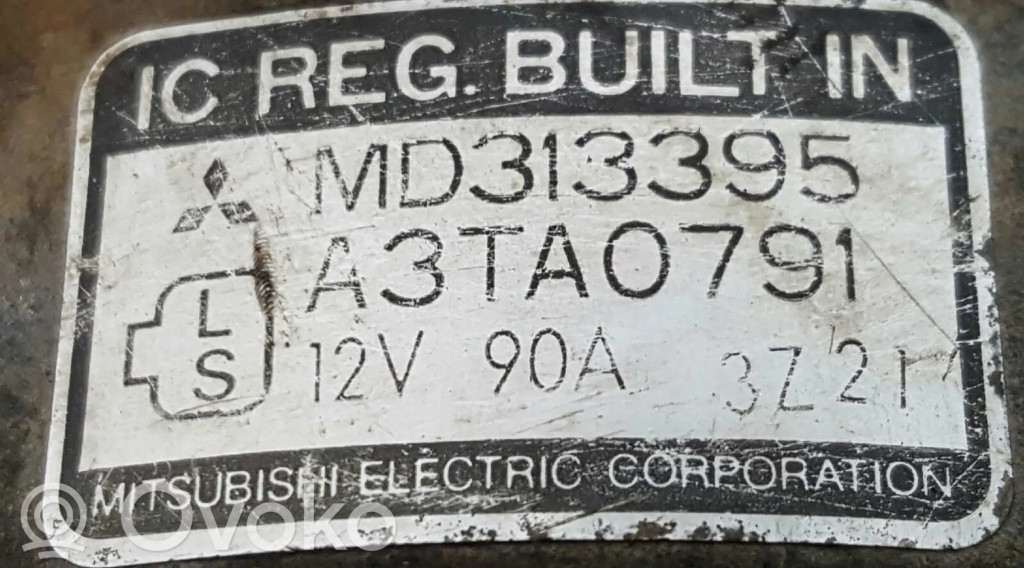 IC REG. BUILT IN
MD313395
A3TA0791
L
S
12V 90A 3Z21
MITSUBISHI ELECTRIC CORPORATION
Ovoko